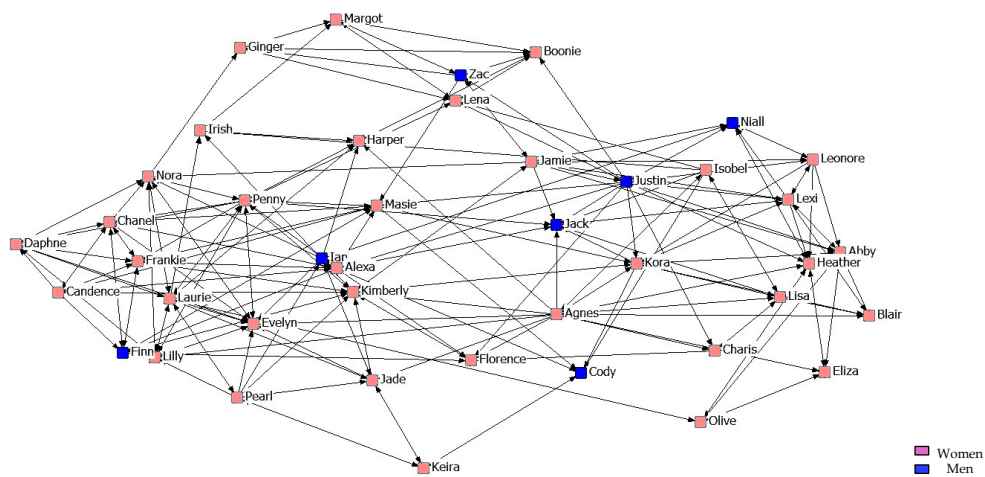 Margot
Ginger
Boonie
Zac
Lena
Niall
Irish
Harper
Jamie
Leonore
Isobel
Nora
Justin
Penny
Lexi
Masie
Chanel
Jack
Daphne
Abby
Ian
Frankie
Alexa
Kora
Heather
Candence
Kimberly
Laurie
Lisa
Agnes
Blair
Evelyn
Finn
Lilly
Charis
Florence
Cody
Eliza
Jade
Pearl
Olive
Keira
Women
Men